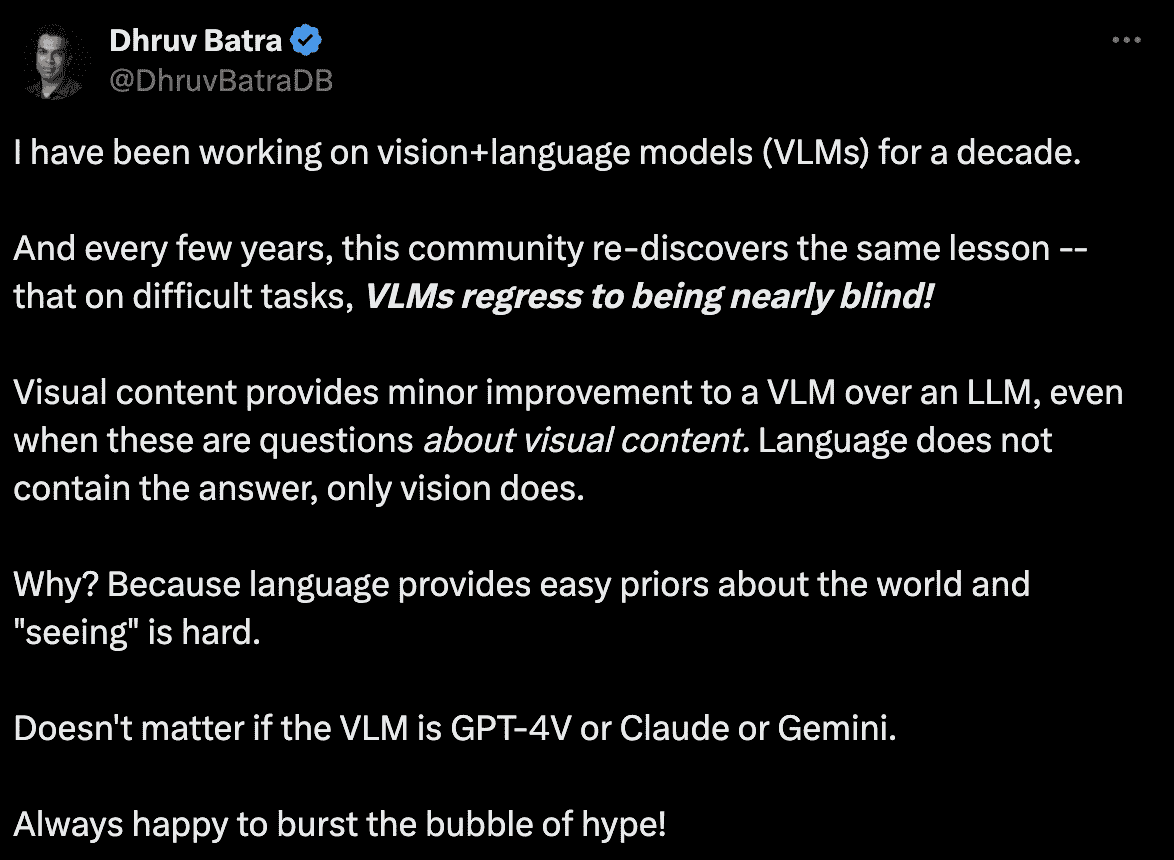 Dhruv Batra
@DhruvBatraDB
I have been working on vision+language models (VLMs) for a decade.
And every few years, this community re-discovers the same lesson --
that on difficult tasks, VLMs regress to being nearly blind!
Visual content provides minor improvement to a VLM over an LLM, even
when these are questions about visual content. Language does not
contain the answer, only vision does.
Why? Because language provides easy priors about the world and
"seeing" is hard.
Doesn't matter if the VLM is GPT-4V or Claude or Gemini.
Always happy to burst the bubble of hype!